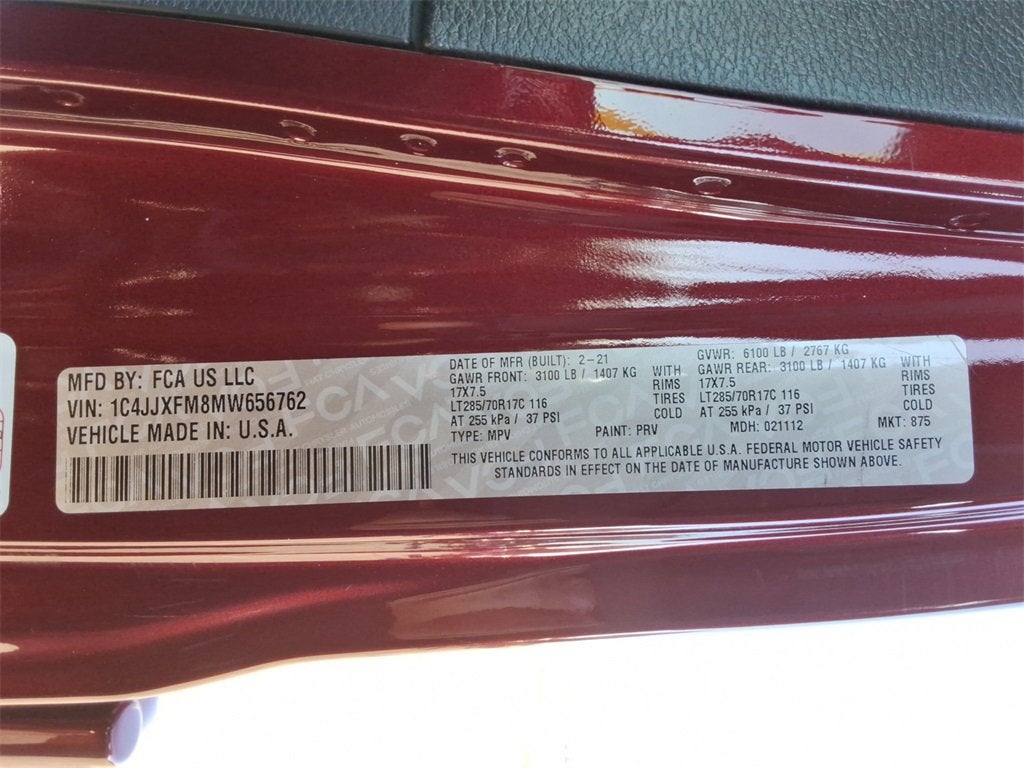 MFD BY: FCA US LLC
VIN: 1C4JJXFM8MW656762
VEHICLE MADE IN: U.S.A.
DATE OF MFR (BUILT): 2-21
GAWR FRONT: 3100 LB / 1407 KG WITH
17X7.5 RIMS
LT285/70R17C 116 TIRES
AT 255 kPa / 37 PSI COLD
TYPE: MPV PAINT: PRV
GVWR: 6100 LB / 2767 KG
GAWR REAR: 3100 LB / 1407 KG WITH
17X7.5 RIMS
LT285/70R17C 116 TIRES
AT 255 kPa / 37 PSI COLD
MDH: 021112 MKT: 875
THIS VEHICLE CONFORMS TO ALL APPLICABLE U.S.A. FEDERAL MOTOR VEHICLE SAFETY
STANDARDS IN EFFECT ON THE DATE OF MANUFACTURE SHOWN ABOVE.